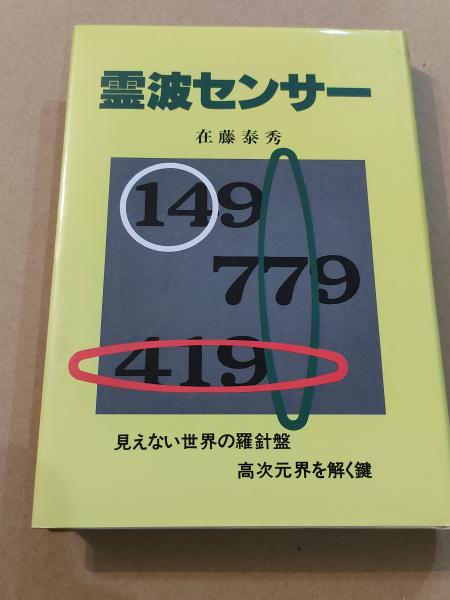 霊波センサー
在藤泰秀
149
779
419
見えない世界の羅針盤
高次元界を解く鍵